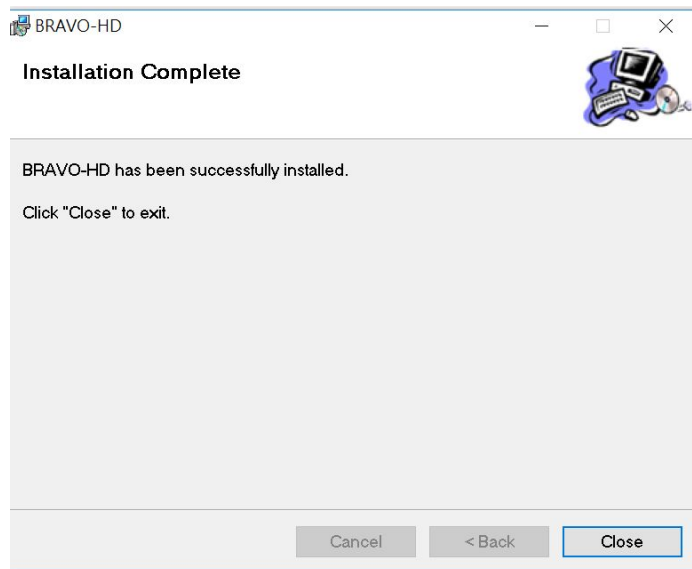 BRAVO-HD
Installation Complete
BRAVO-HD has been successfully installed.
Click "Close" to exit.
Cancel
< Back
Close